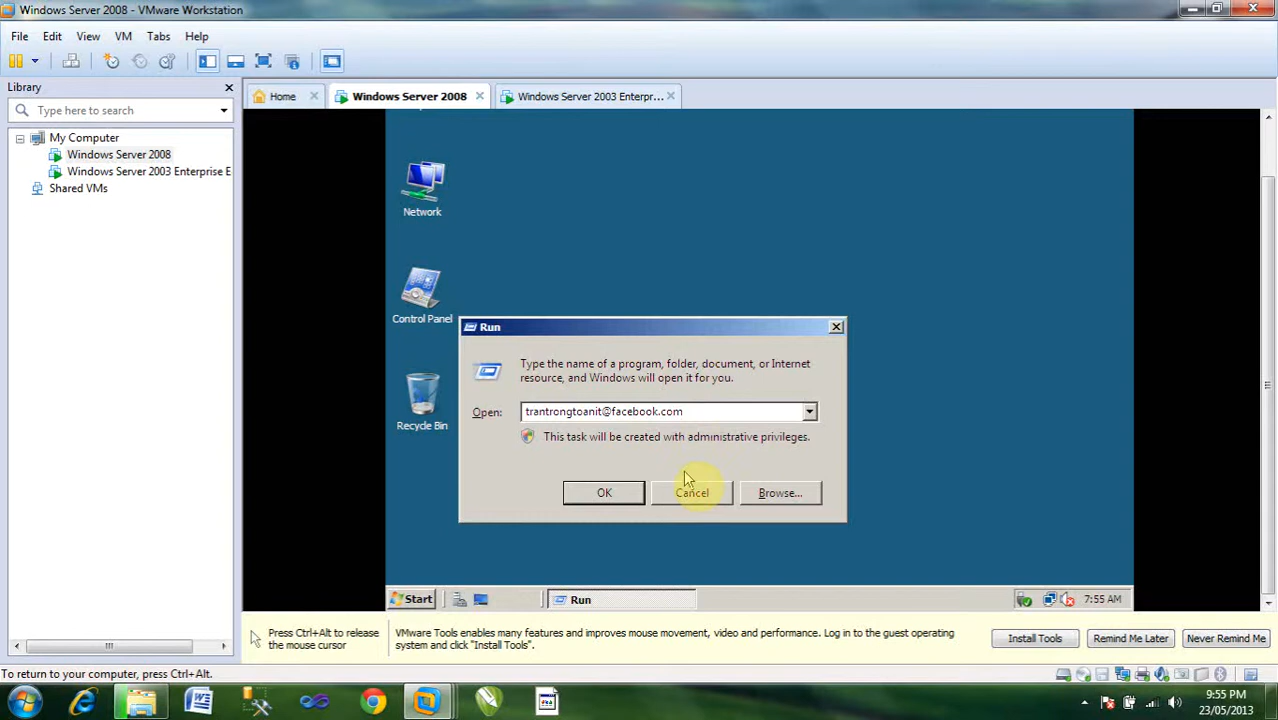 Windows Server 2008 - VMware Workstation
File Edit View VM Tabs Help
Library
Type here to search
My Computer
Windows Server 2008
Windows Server 2003 Enterprise E
Shared VMs
Home
Windows Server 2008
Windows Server 2003 Enterpr...
Network
Control Panel
Recycle Bin
Run
Type the name of a program, folder, document, or Internet
resource, and Windows will open it for you.
Open: trantrongtoanit@facebook.com
This task will be created with administrative privileges.
OK Cancel Browse...
Start Run 7:55 AM
Press Ctrl+Alt to release
the mouse cursor
VMware Tools enables many features and improves mouse movement, video and performance. Log in to the guest operating
system and click "Install Tools".
Install Tools Remind Me Later Never Remind Me
To return to your computer, press Ctrl+Alt.
9:55 PM
23/05/2013